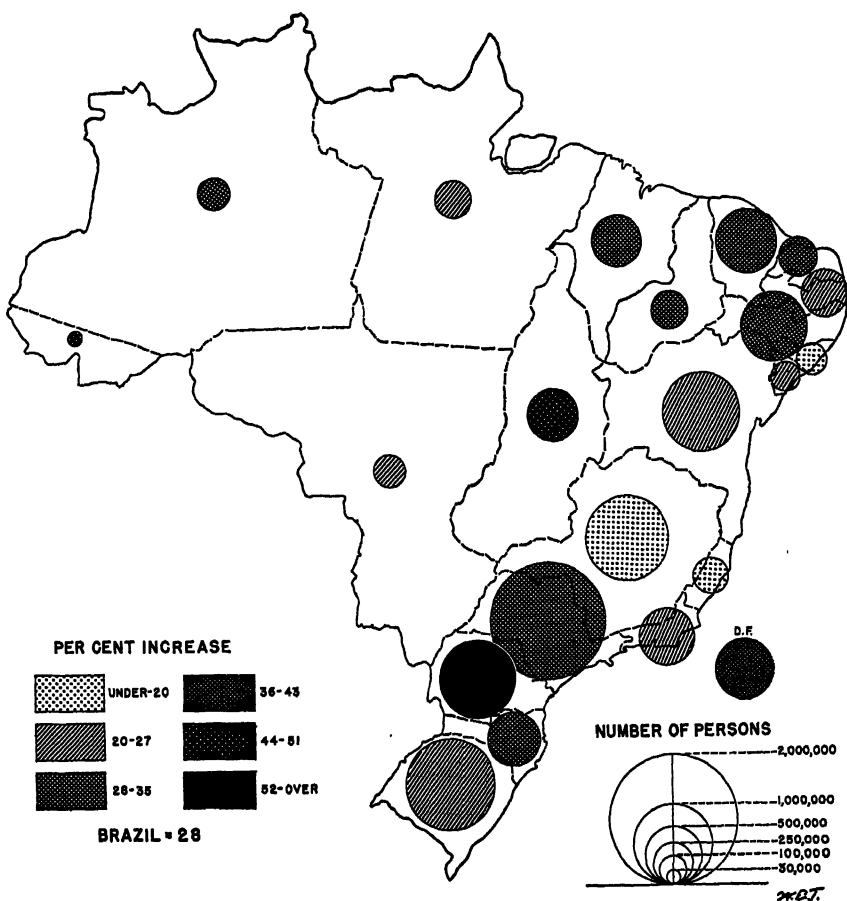 D.F.
PER CENT INCREASE
UNDER-20
36-43
20-27
44-51
28-35
52-OVER
BRAZIL = 28
NUMBER OF PERSONS
2,000,000
1,000,000
500,000
250,000
100,000
30,000